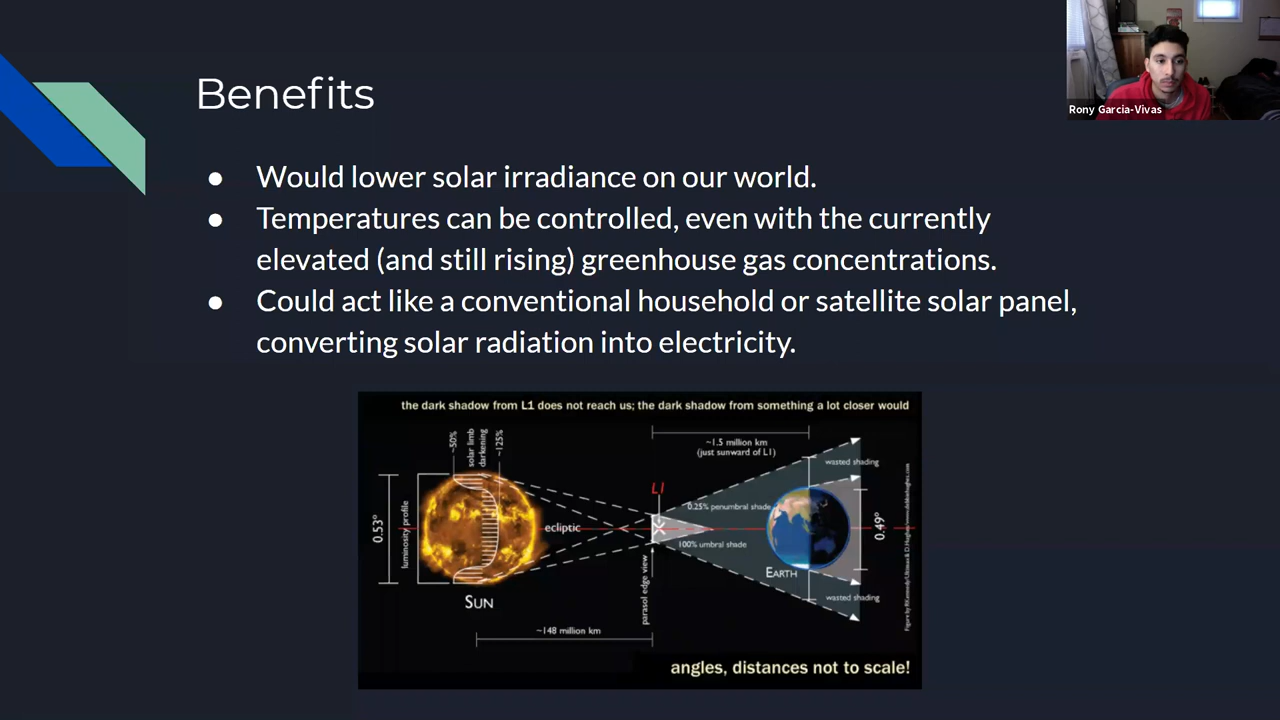 Rony Garcia-Vivas
Benefits
● Would lower solar irradiance on our world.
● Temperatures can be controlled, even with the currently
elevated (and still rising) greenhouse gas concentrations.
● Could act like a conventional household or satellite solar panel,
converting solar radiation into electricity.
the dark shadow from L1 does not reach us; the dark shadow from something a lot closer would
~50%
solar limb
darkening
~125%
~1.5 million km
(just sunward of L1)
wasted shading
L1
0.53°
luminosity profile
0.25% penumbral shade
ecliptic
100% umbral shade
0.49°
parasol edge view
EARTH
wasted shading
SUN
~148 million km
angles, distances not to scale!